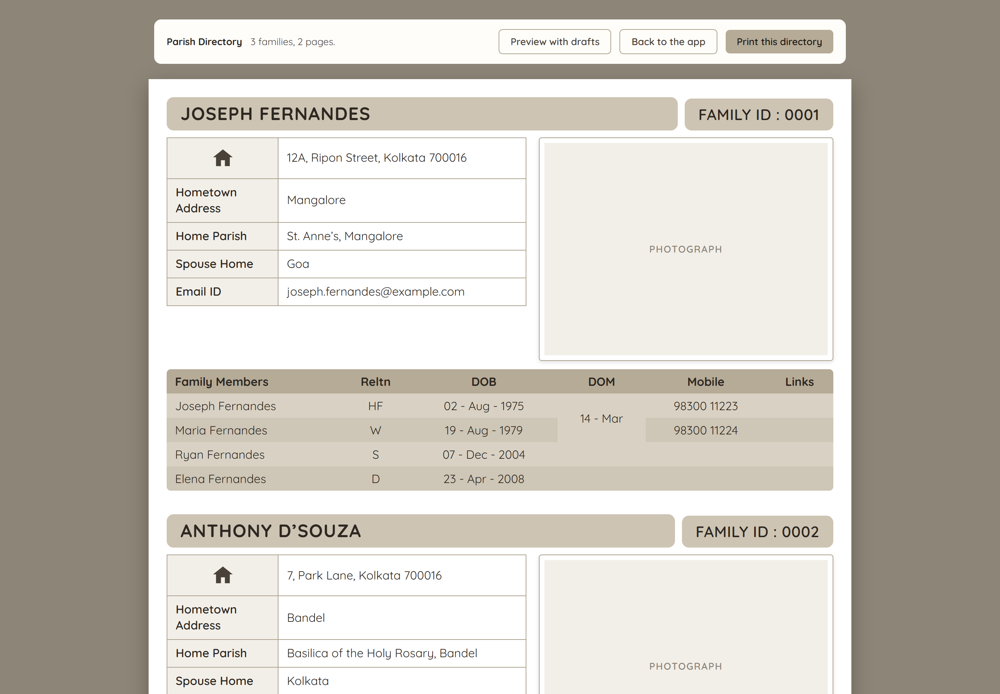 Parish Directory 3 families, 2 pages. Preview with drafts Back to the app Print this directory
JOSEPH FERNANDES FAMILY ID : 0001
12A, Ripon Street, Kolkata 700016
Hometown
Address
Mangalore
Home Parish St. Anne’s, Mangalore
Spouse Home Goa
Email ID joseph.fernandes@example.com
PHOTOGRAPH
Family Members Reltn DOB DOM Mobile Links
Joseph Fernandes HF 02 - Aug - 1975 14 - Mar 98300 11223
Maria Fernandes W 19 - Aug - 1979 98300 11224
Ryan Fernandes S 07 - Dec - 2004
Elena Fernandes D 23 - Apr - 2008
ANTHONY D’SOUZA FAMILY ID : 0002
7, Park Lane, Kolkata 700016
Hometown
Address
Bandel
Home Parish Basilica of the Holy Rosary, Bandel
Spouse Home Kolkata
PHOTOGRAPH